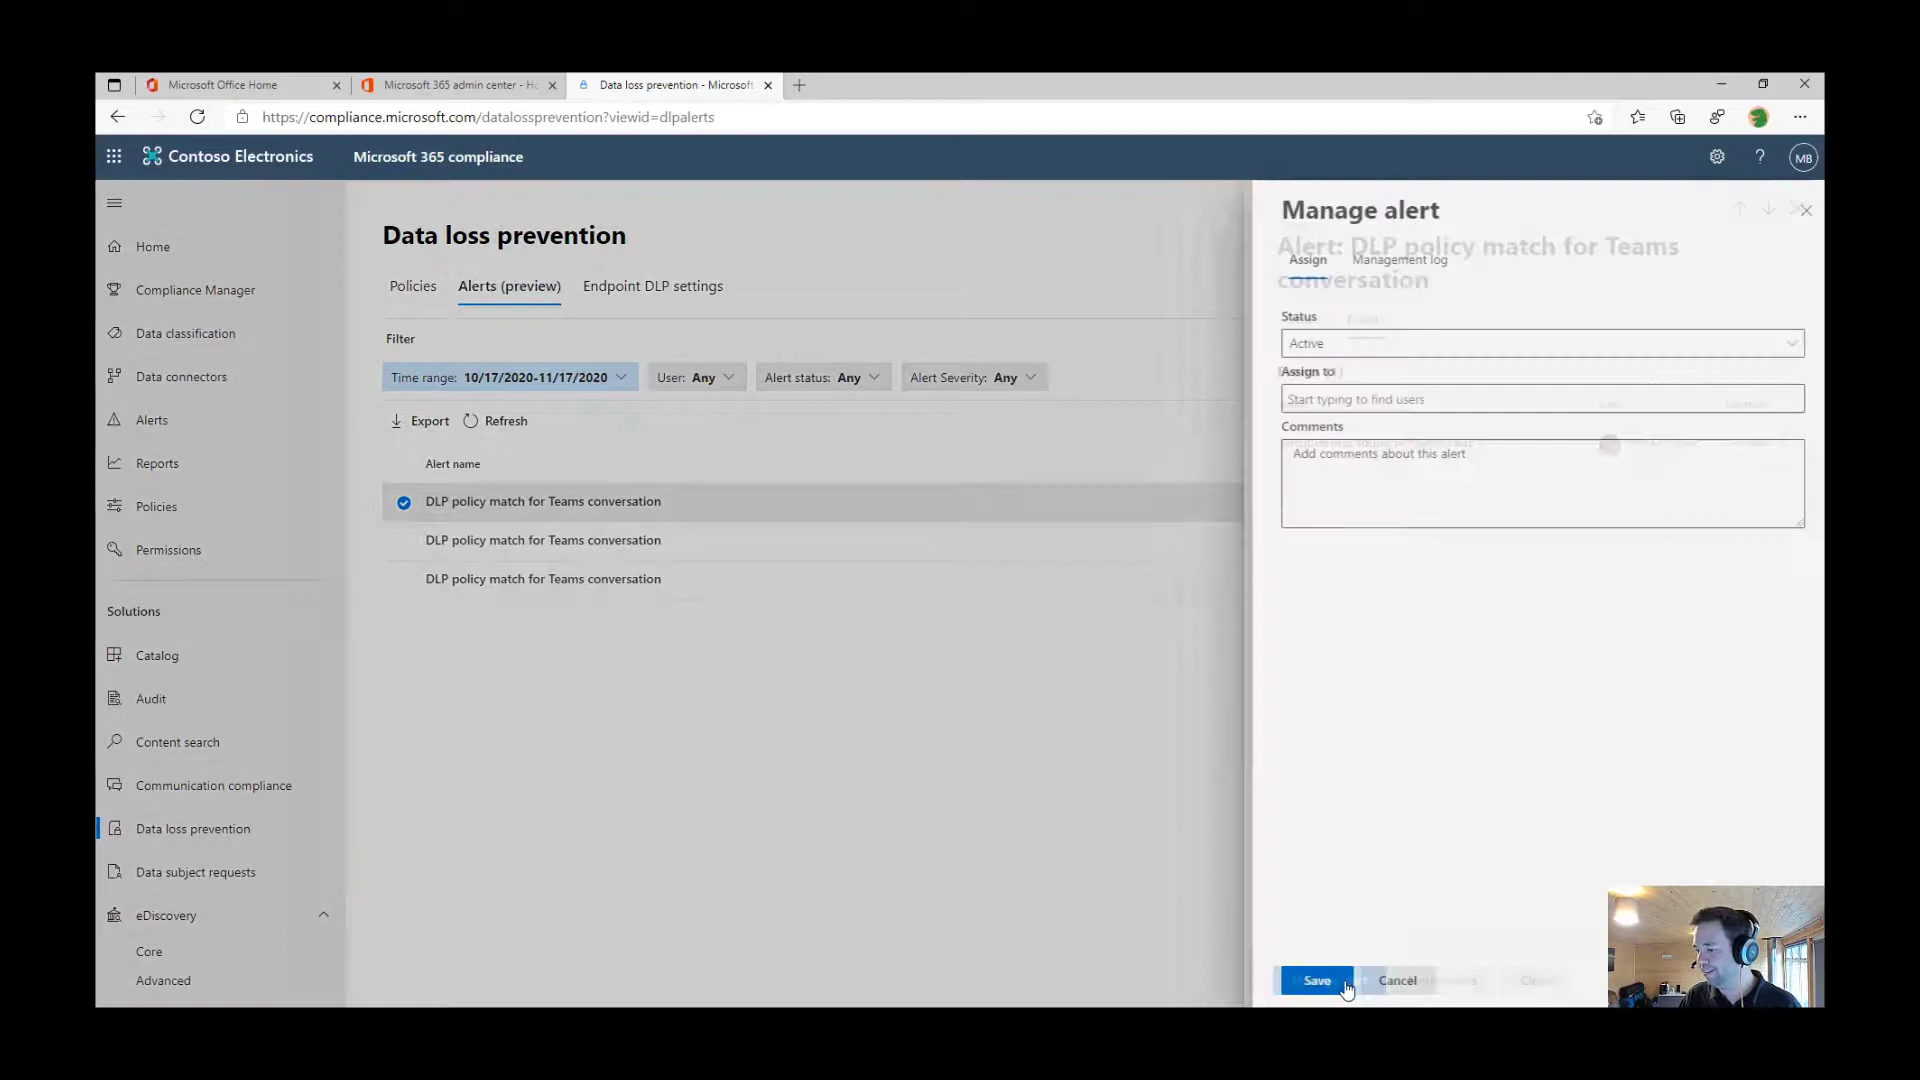 Microsoft Office Home
Microsoft 365 admin center - Ho
Data loss prevention - Microsoft
https://compliance.microsoft.com/datalossprevention?viewid=dlpalerts
Contoso Electronics
Microsoft 365 compliance
?
MB
Home
Compliance Manager
Data classification
Data connectors
Alerts
Reports
Policies
Permissions
Solutions
Catalog
Audit
Content search
Communication compliance
Data loss prevention
Data subject requests
eDiscovery
Core
Advanced
Data loss prevention
Policies
Alerts (preview)
Endpoint DLP settings
Filter
Time range: 10/17/2020-11/17/2020
User: Any
Alert status: Any
Alert Severity: Any
Export
Refresh
Alert name
DLP policy match for Teams conversation
DLP policy match for Teams conversation
DLP policy match for Teams conversation
Manage alert
Alert: DLP policy match for Teams
conversation
Assign
Management log
Status
Active
Assign to
Start typing to find users
Comments
Add comments about this alert
Save
Cancel